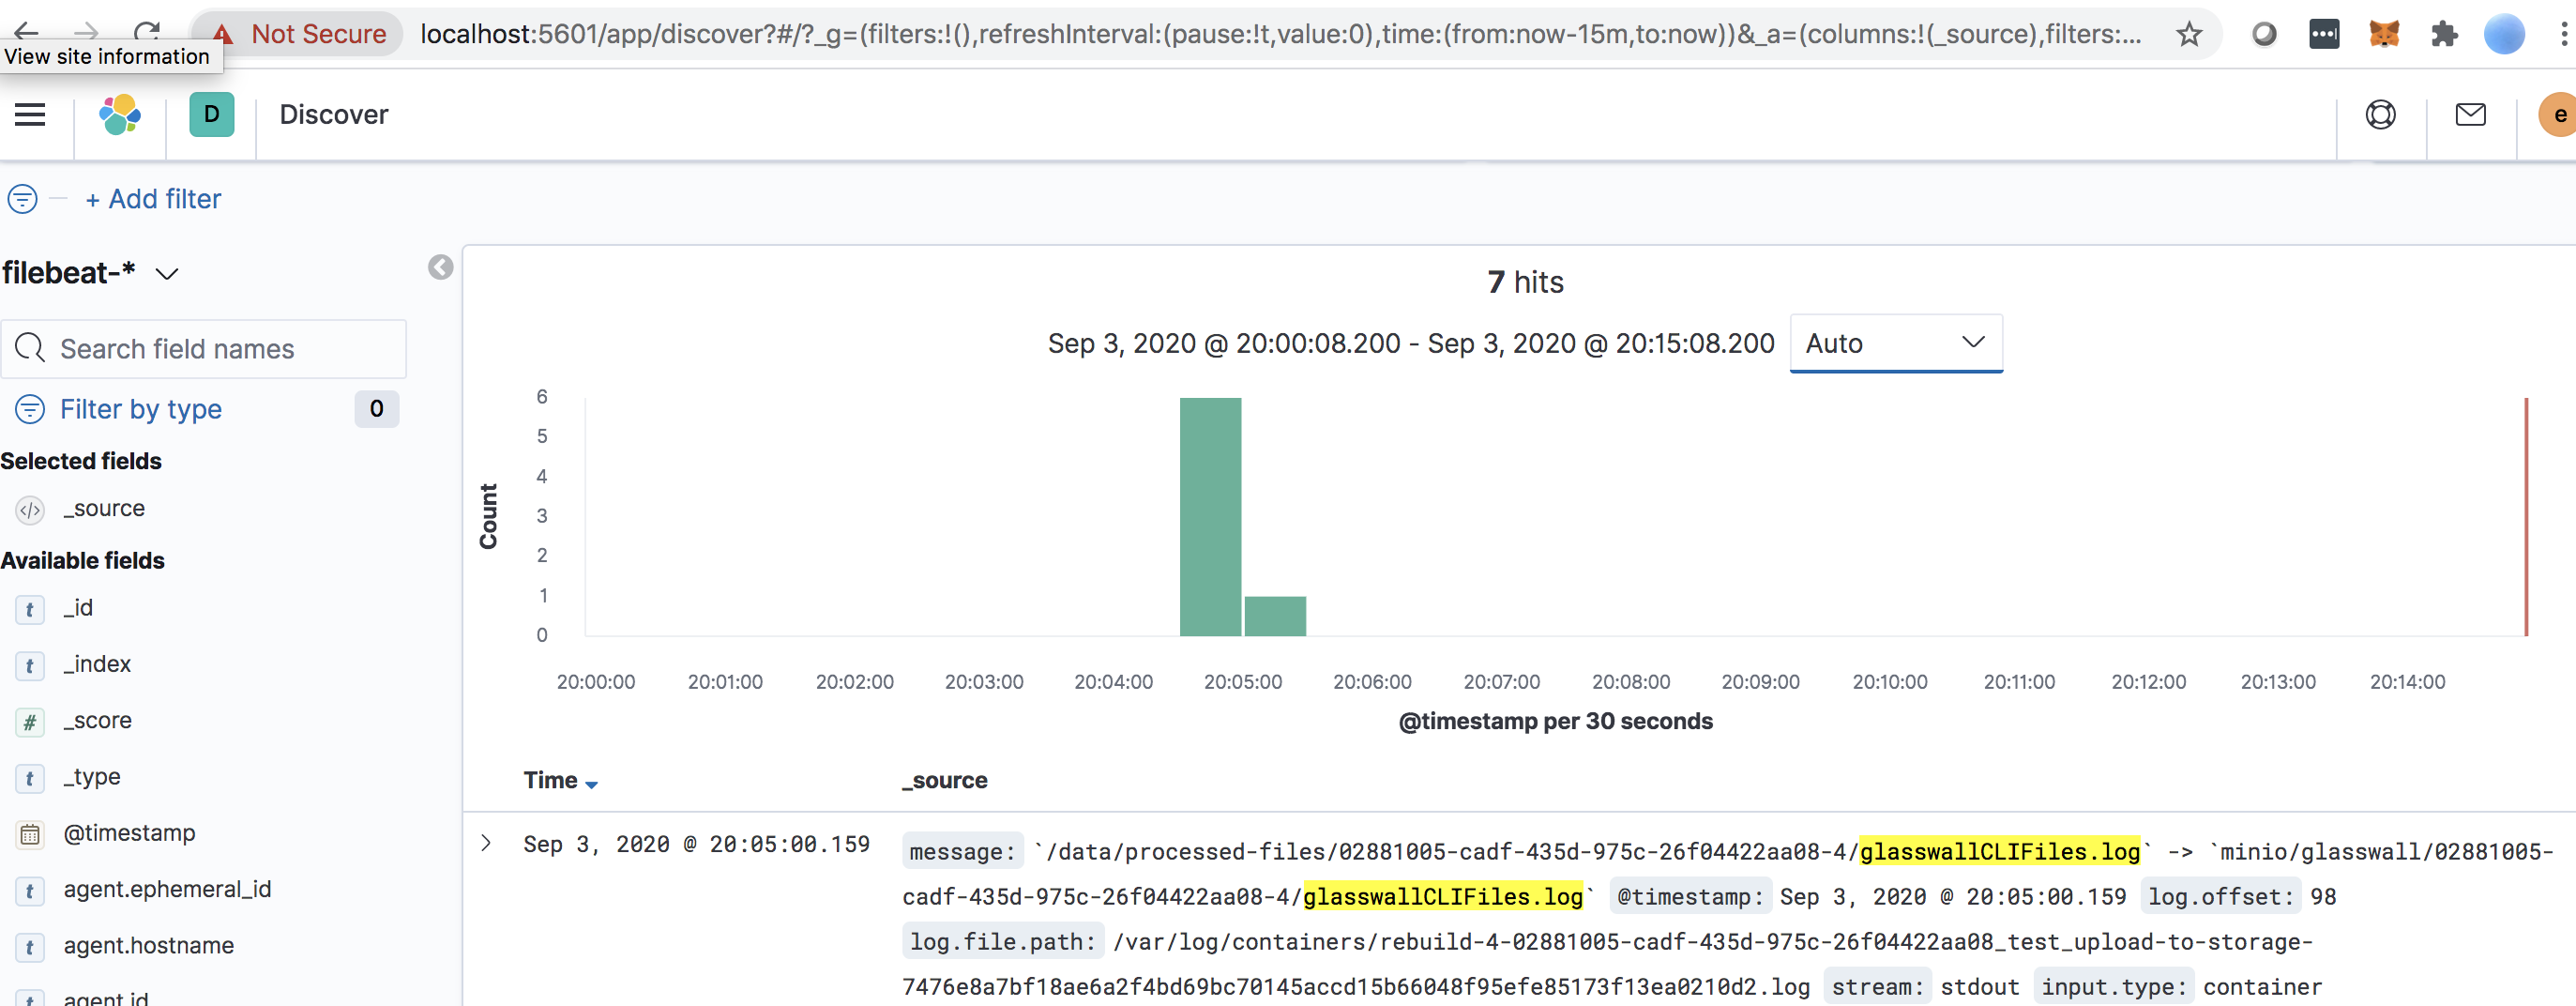 Not Secure localhost:5601/app/discover?#/?_g=(filters:!(),refreshInterval:(pause:!t,value:0),time:(from:now-15m,to:now))&_a=(columns:!(_source),filters:...
View site information
D Discover e
+ Add filter
filebeat-*
7 hits
Search field names
Sep 3, 2020 @ 20:00:08.200 - Sep 3, 2020 @ 20:15:08.200 Auto
Filter by type 0
Selected fields
_source
Available fields
t _id
t _index
# _score
t _type
@timestamp
t agent.ephemeral_id
t agent.hostname
t agent.id
Count
6
5
4
3
2
1
0
20:00:00 20:01:00 20:02:00 20:03:00 20:04:00 20:05:00 20:06:00 20:07:00 20:08:00 20:09:00 20:10:00 20:11:00 20:12:00 20:13:00 20:14:00
@timestamp per 30 seconds
Time _source
Sep 3, 2020 @ 20:05:00.159 message: `/data/processed-files/02881005-cadf-435d-975c-26f04422aa08-4/glasswallCLIFiles.log` -> `minio/glasswall/02881005-
cadf-435d-975c-26f04422aa08-4/glasswallCLIFiles.log` @timestamp: Sep 3, 2020 @ 20:05:00.159 log.offset: 98
log.file.path: /var/log/containers/rebuild-4-02881005-cadf-435d-975c-26f04422aa08_test_upload-to-storage-
7476e8a7bf18ae6a2f4bd69bc70145accd15b66048f95efe85173f13ea0210d2.log stream: stdout input.type: container